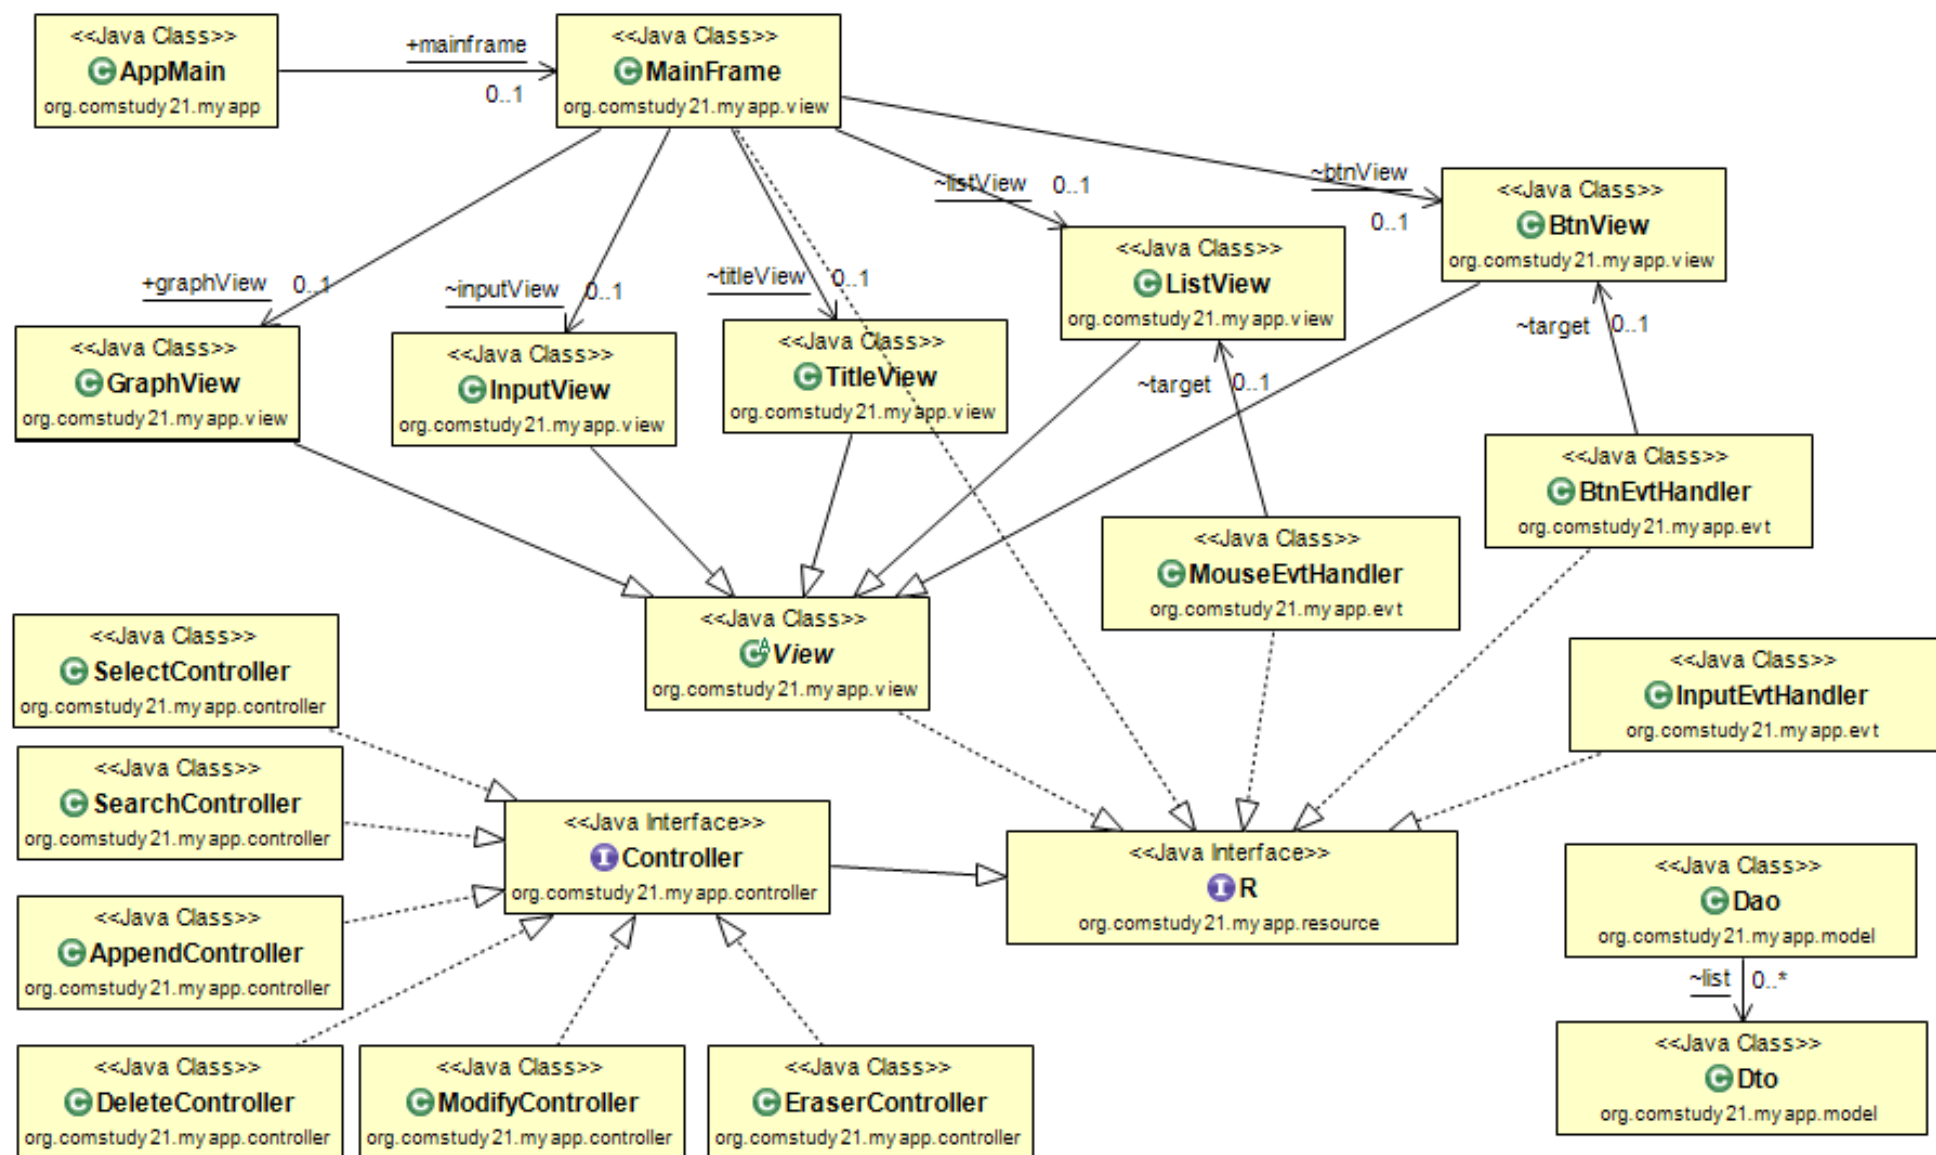 <<Java Class>>
AppMain
org.comstudy21.myapp
+mainframe
0..1
<<Java Class>>
MainFrame
org.comstudy21.myapp.view
~listView 0..1
~btnView
0..1
<<Java Class>>
BtnView
org.comstudy21.myapp.view
<<Java Class>>
ListView
org.comstudy21.myapp.view
+graphView 0..1
~inputView 0..1
~titleView 0..1
<<Java Class>>
GraphView
org.comstudy21.myapp.view
<<Java Class>>
InputView
org.comstudy21.myapp.view
<<Java Class>>
TitleView
org.comstudy21.myapp.view
~target 0..1
~target 0..1
<<Java Class>>
BtnEvtHandler
org.comstudy21.myapp.evt
<<Java Class>>
MouseEvtHandler
org.comstudy21.myapp.evt
<<Java Class>>
View
org.comstudy21.myapp.view
<<Java Class>>
InputEvtHandler
org.comstudy21.myapp.evt
<<Java Class>>
SelectController
org.comstudy21.myapp.controller
<<Java Class>>
SearchController
org.comstudy21.myapp.controller
<<Java Interface>>
Controller
org.comstudy21.myapp.controller
<<Java Interface>>
R
org.comstudy21.myapp.resource
<<Java Class>>
Dao
org.comstudy21.myapp.model
<<Java Class>>
AppendController
org.comstudy21.myapp.controller
~list 0..*
<<Java Class>>
DeleteController
org.comstudy21.myapp.controller
<<Java Class>>
ModifyController
org.comstudy21.myapp.controller
<<Java Class>>
EraserController
org.comstudy21.myapp.controller
<<Java Class>>
Dto
org.comstudy21.myapp.model